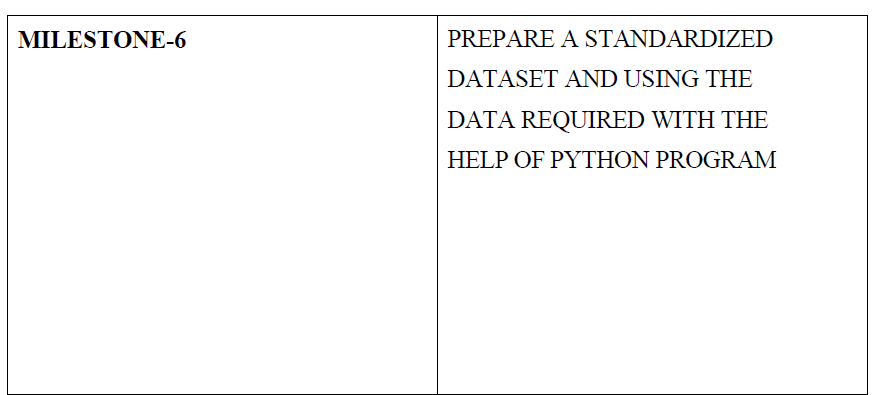 MILESTONE-6
PREPARE A STANDARDIZED
DATASET AND USING THE
DATA REQUIRED WITH THE
HELP OF PYTHON PROGRAM